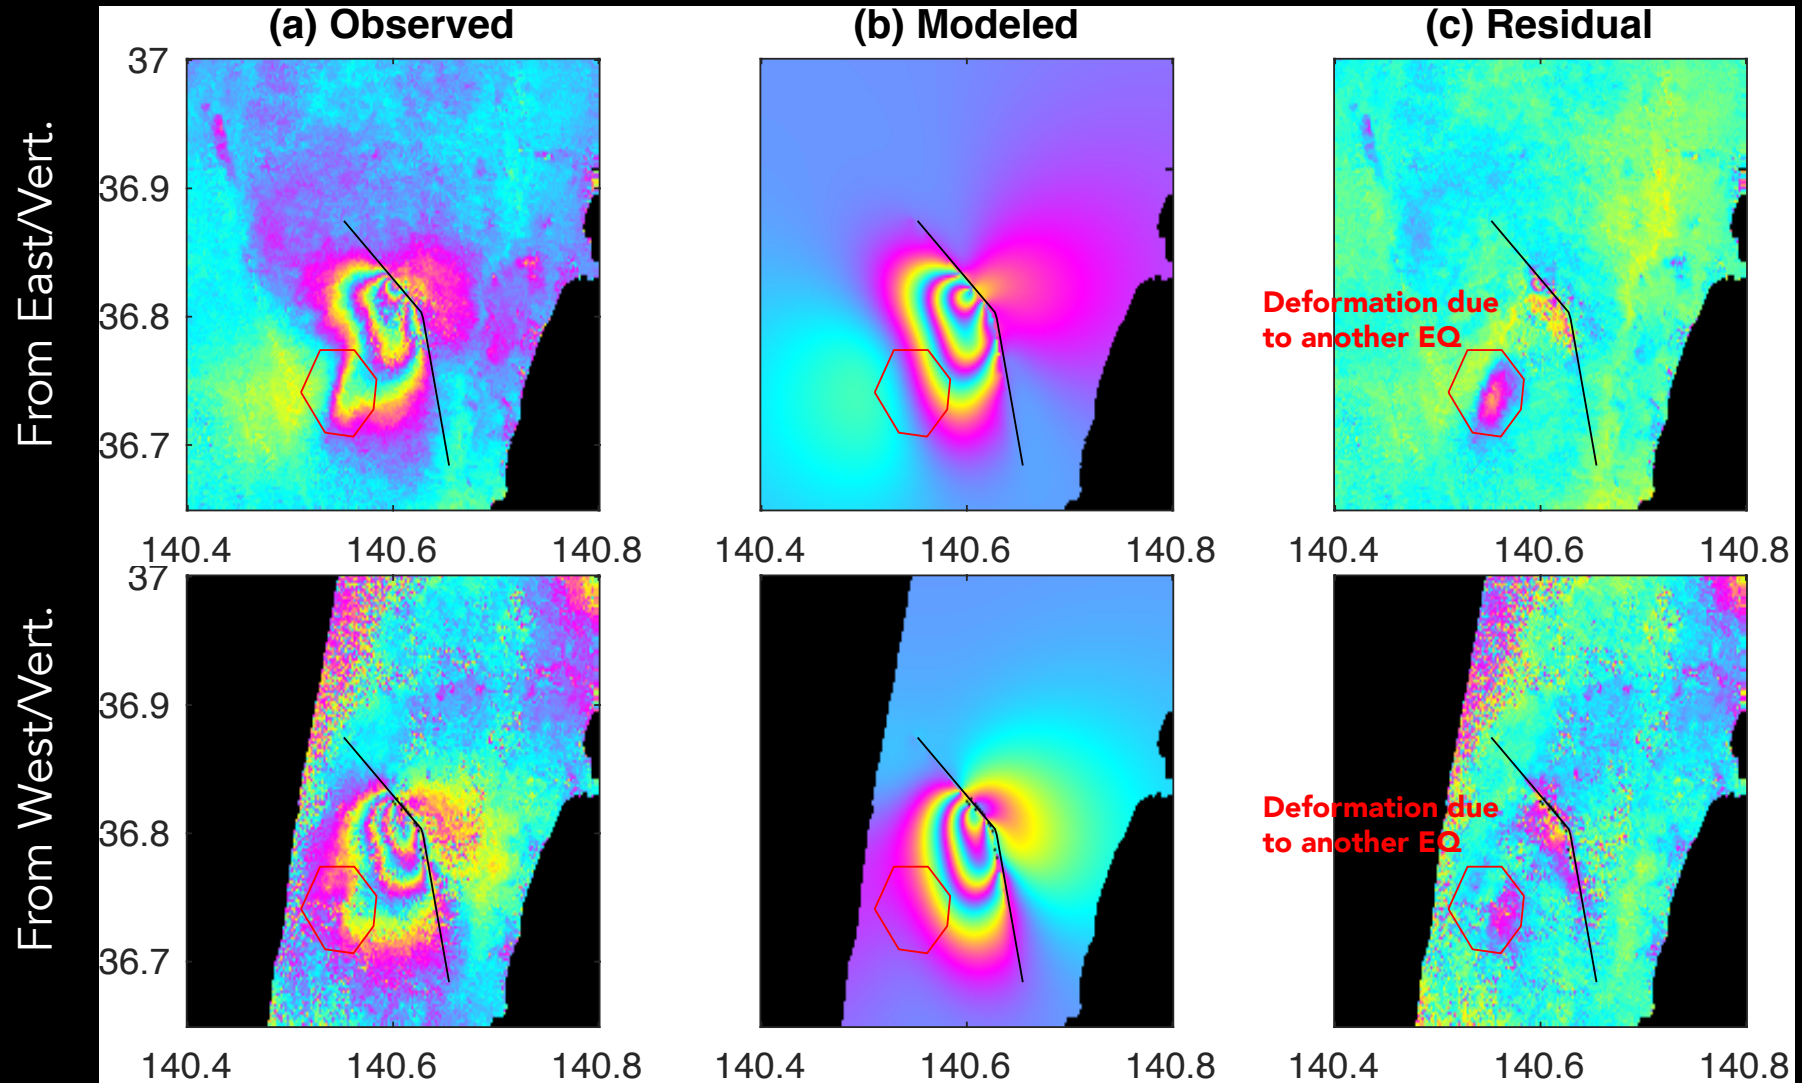 (a) Observed
(b) Modeled
(c) Residual
From East/Vert.
37
36.9
36.8
36.7
Deformation due
to another EQ
140.4 140.6 140.8
140.4 140.6 140.8
140.4 140.6 140.8
From West/Vert.
37
36.9
36.8
36.7
Deformation due
to another EQ
140.4 140.6 140.8
140.4 140.6 140.8
140.4 140.6 140.8